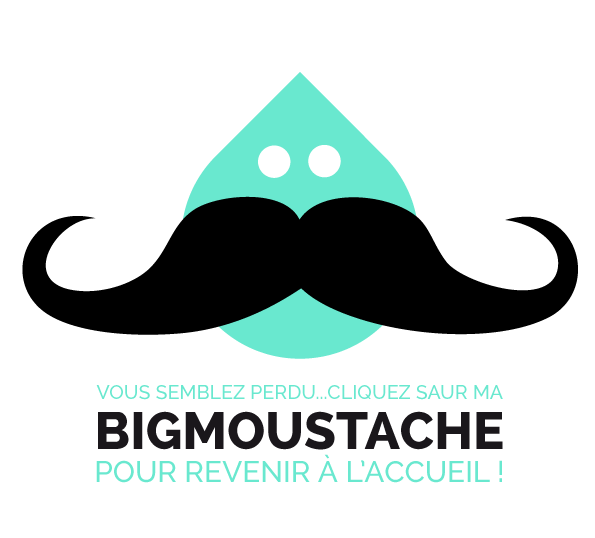 VOUS SEMBLEZ PERDU...CLIQUEZ SAUR MA
BIGMOUSTACHE
POUR REVENIR À L'ACCUEIL !